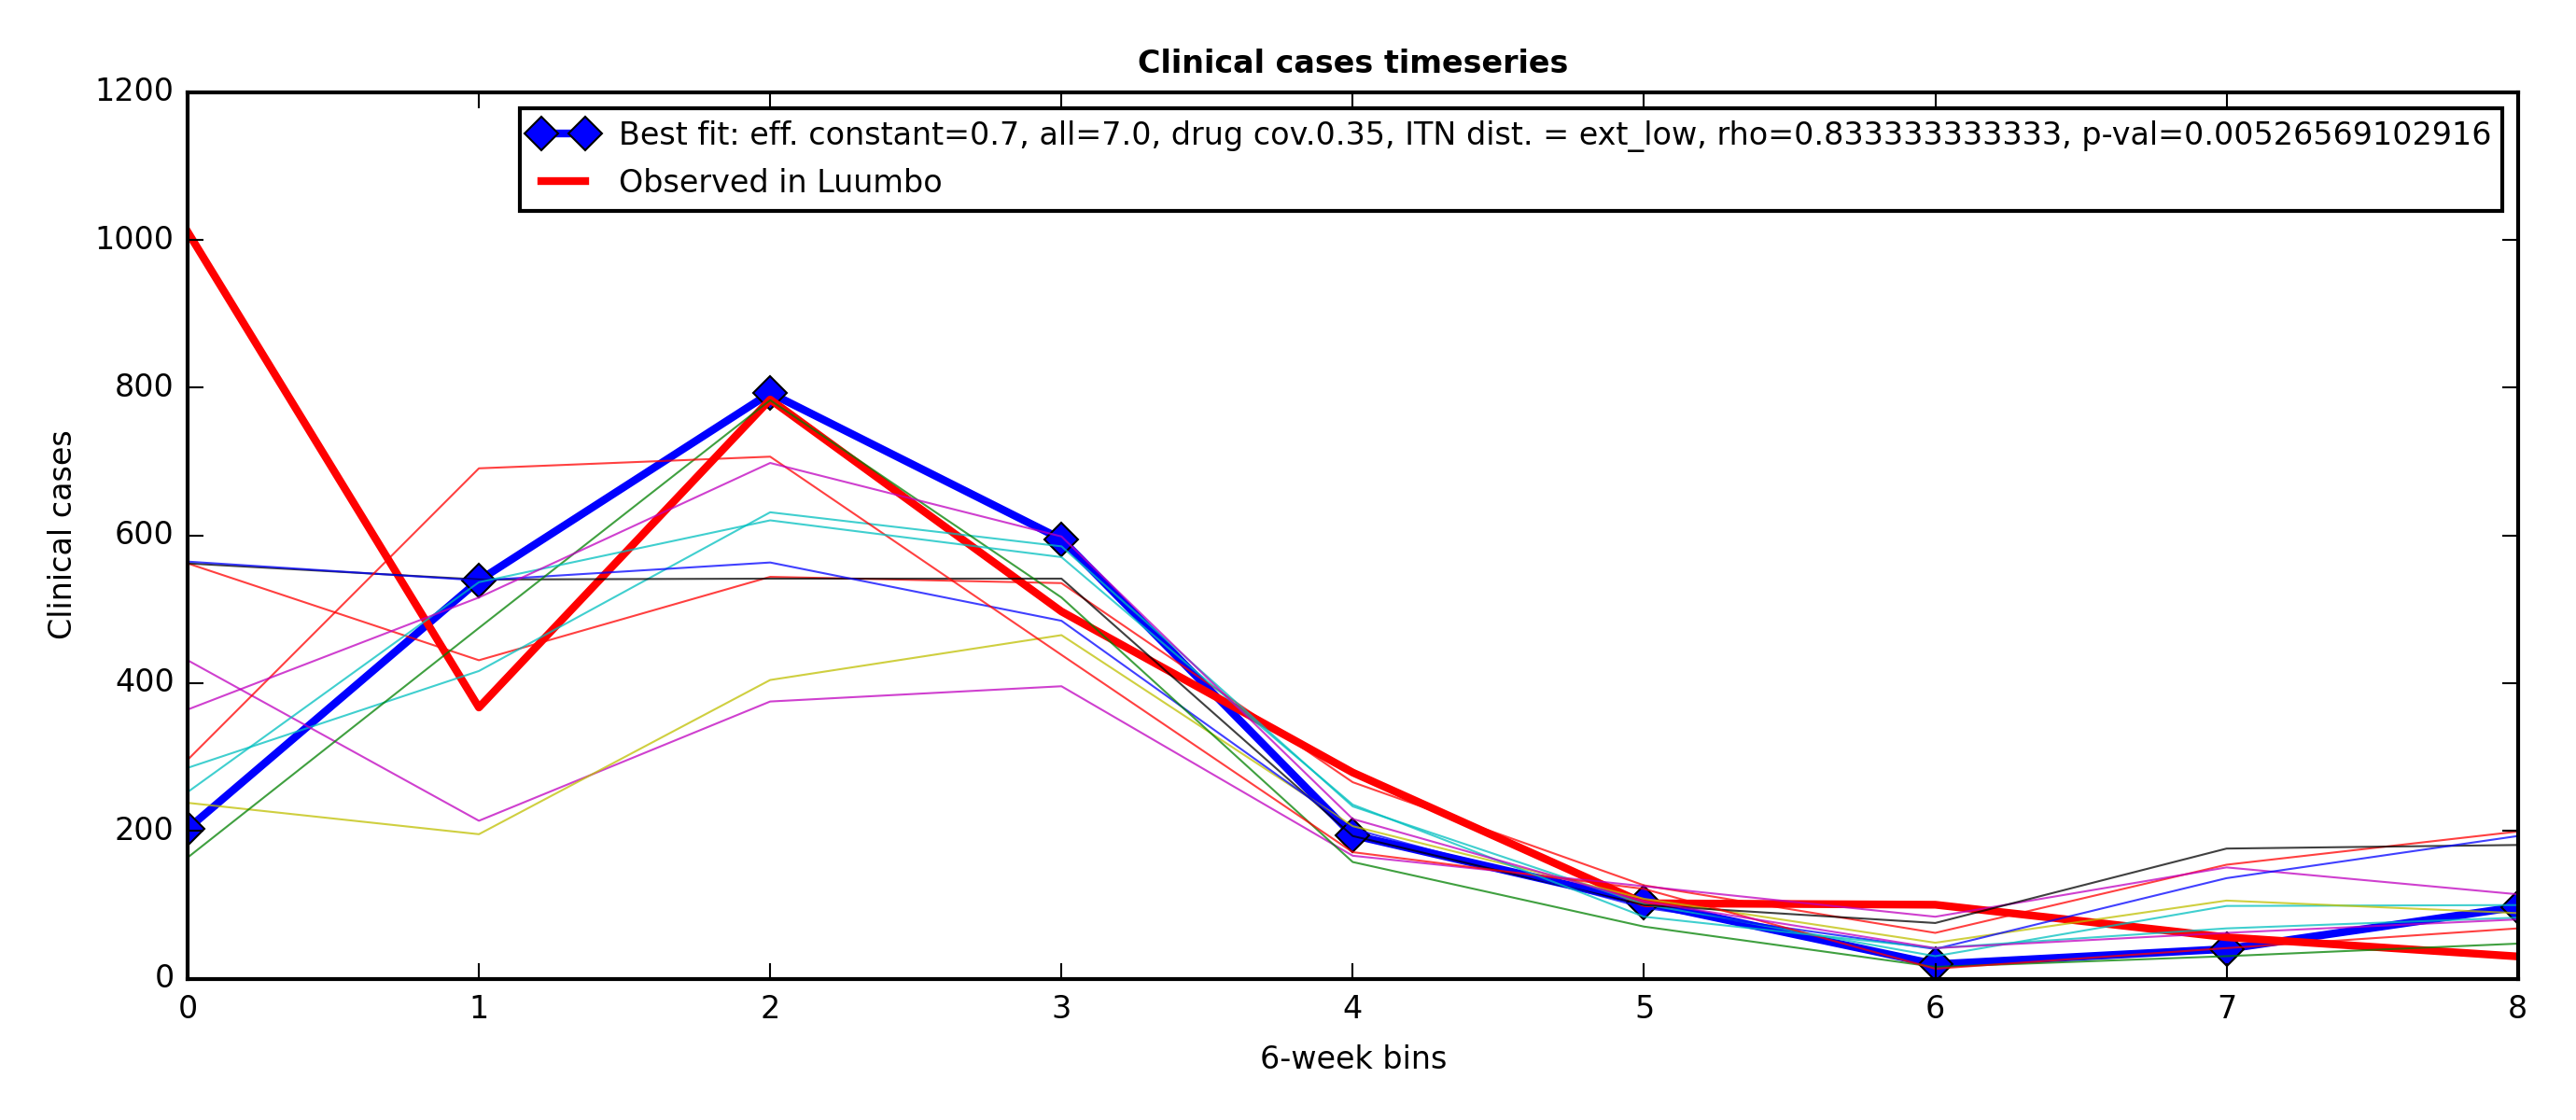 Clinical cases timeseries
1200
1000
800
600
400
200
0
Clinical cases
Best fit: eff. constant=0.7, all=7.0, drug cov.0.35, ITN dist. = ext_low, rho=0.833333333333, p-val=0.00526569102916
Observed in Luumbo
0 1 2 3 4 5 6 7 8
6-week bins